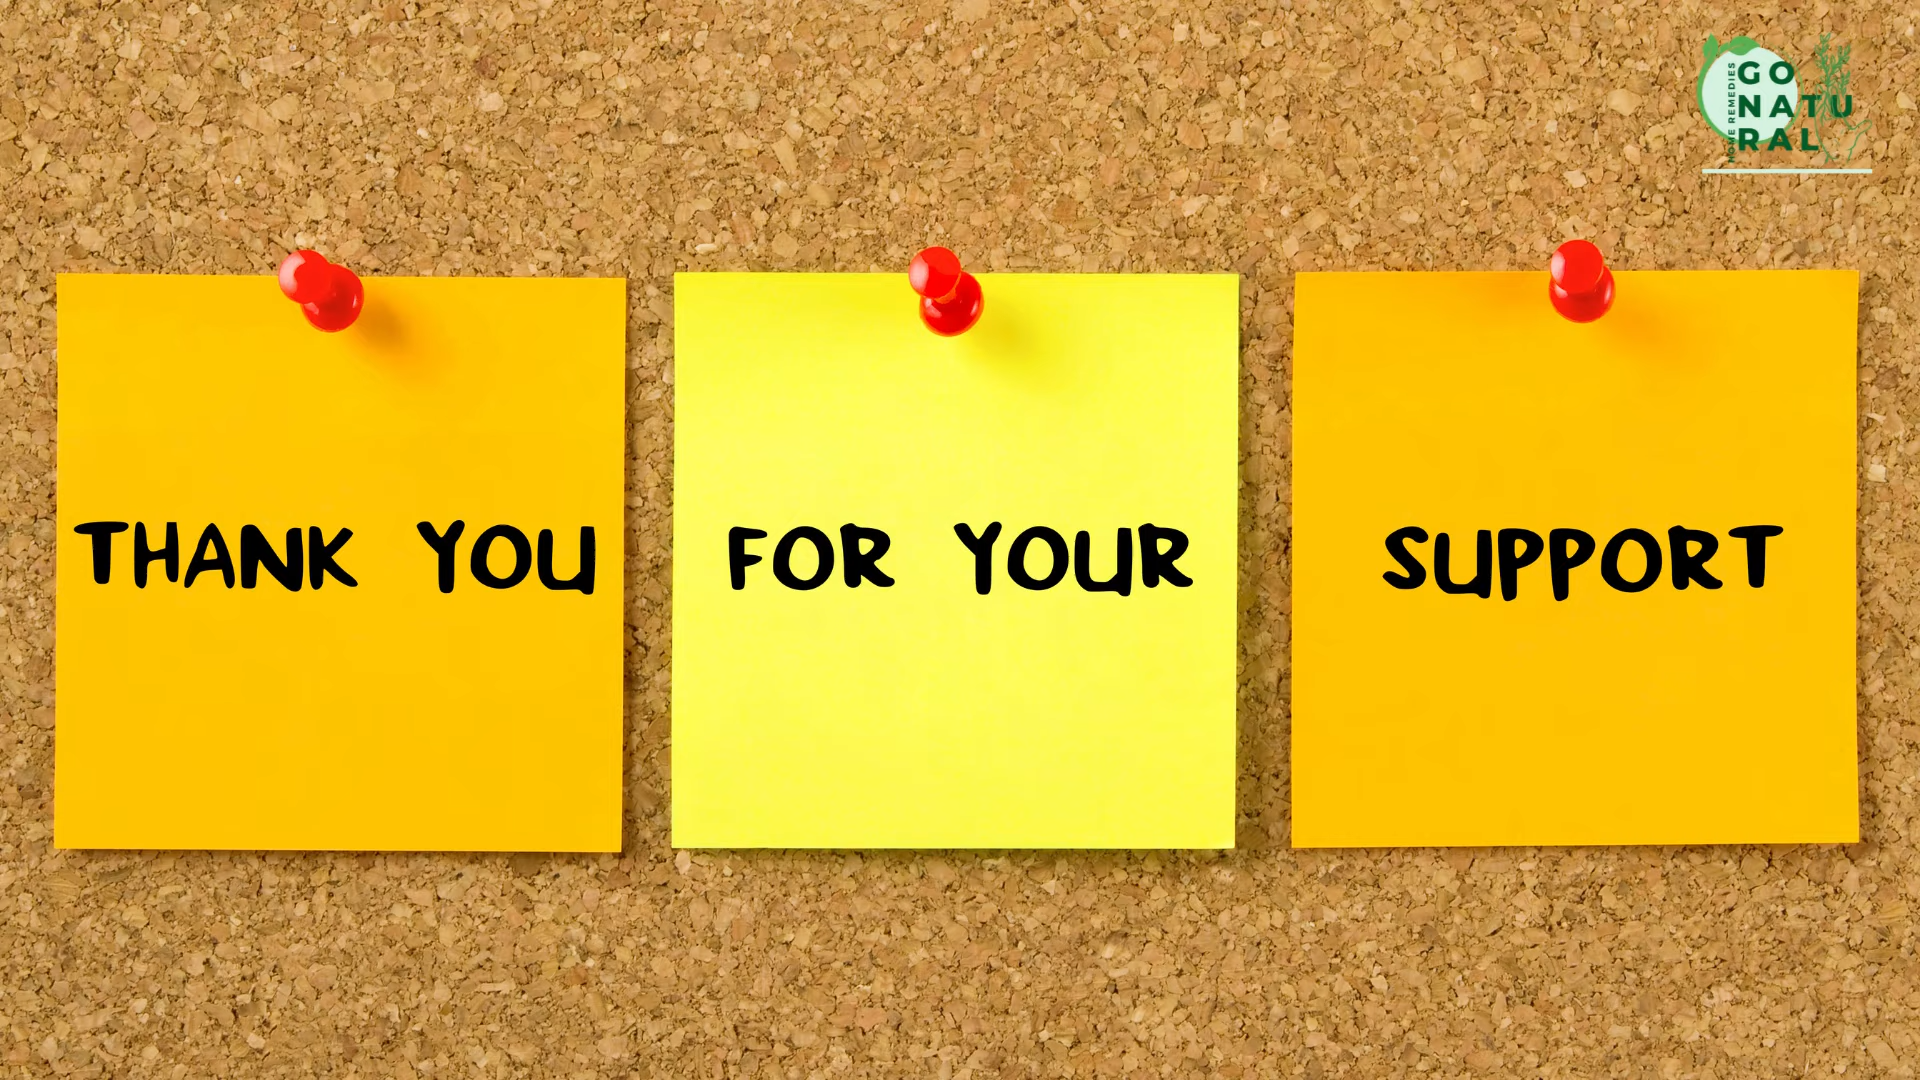 GO
NATU
RAL
HOME REMEDIES
THANK YOU
FOR YOUR
SUPPORT